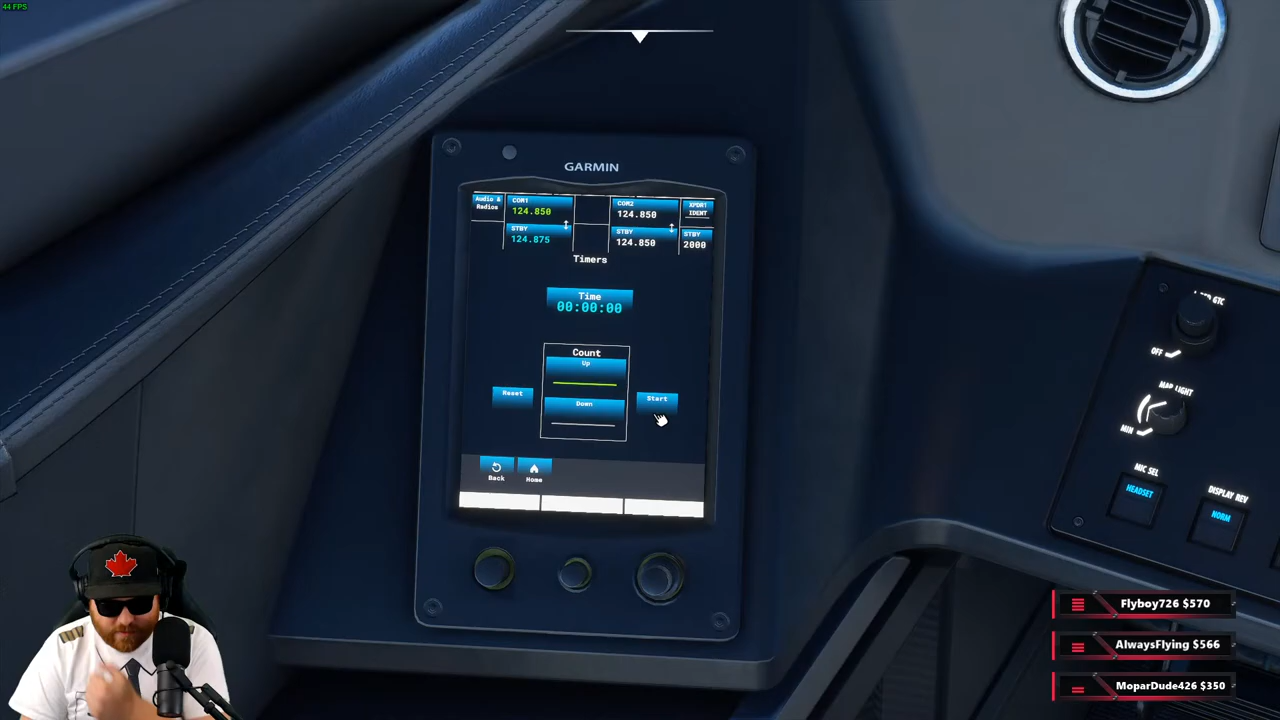 44 FPS
GARMIN
Audio & Radios
COM1
124.850
STBY
124.875
COM2
124.850
STBY
124.850
XPDR1
IDENT
STBY
2000
Timers
Time
00:00:00
Count
Up
Down
Reset
Start
Back
Home
GTC
OFF
MAP LIGHT
MIN
MIC SEL
HEADSET
DISPLAY REV
NORM
Flyboy726 $570
AlwaysFlying $566
MoparDude426 $350